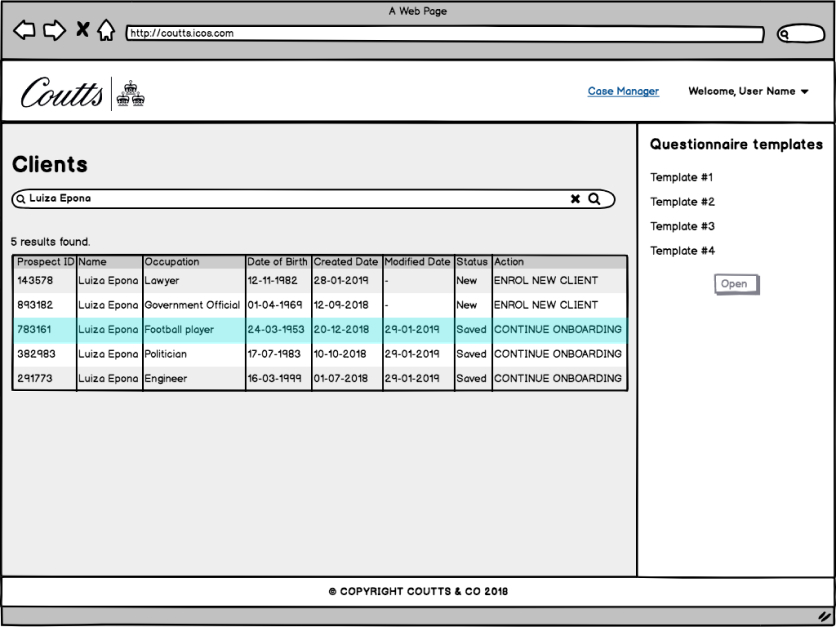 A Web Page
http://coutts.icos.com
Coutts
Case Manager
Welcome, User Name
Clients
Luiza Epona
5 results found.
Prospect ID Name Occupation Date of Birth Created Date Modified Date Status Action
143578 Luiza Epona Lawyer 12-11-1982 28-01-2019 - New ENROL NEW CLIENT
893182 Luiza Epona Government Official 01-04-1969 12-09-2018 - New ENROL NEW CLIENT
783161 Luiza Epona Football player 24-03-1953 20-12-2018 29-01-2019 Saved CONTINUE ONBOARDING
382983 Luiza Epona Politician 17-07-1983 10-10-2018 29-01-2019 Saved CONTINUE ONBOARDING
291773 Luiza Epona Engineer 16-03-1999 01-07-2018 29-01-2019 Saved CONTINUE ONBOARDING
Questionnaire templates
Template #1
Template #2
Template #3
Template #4
Open
© COPYRIGHT COUTTS & CO 2018